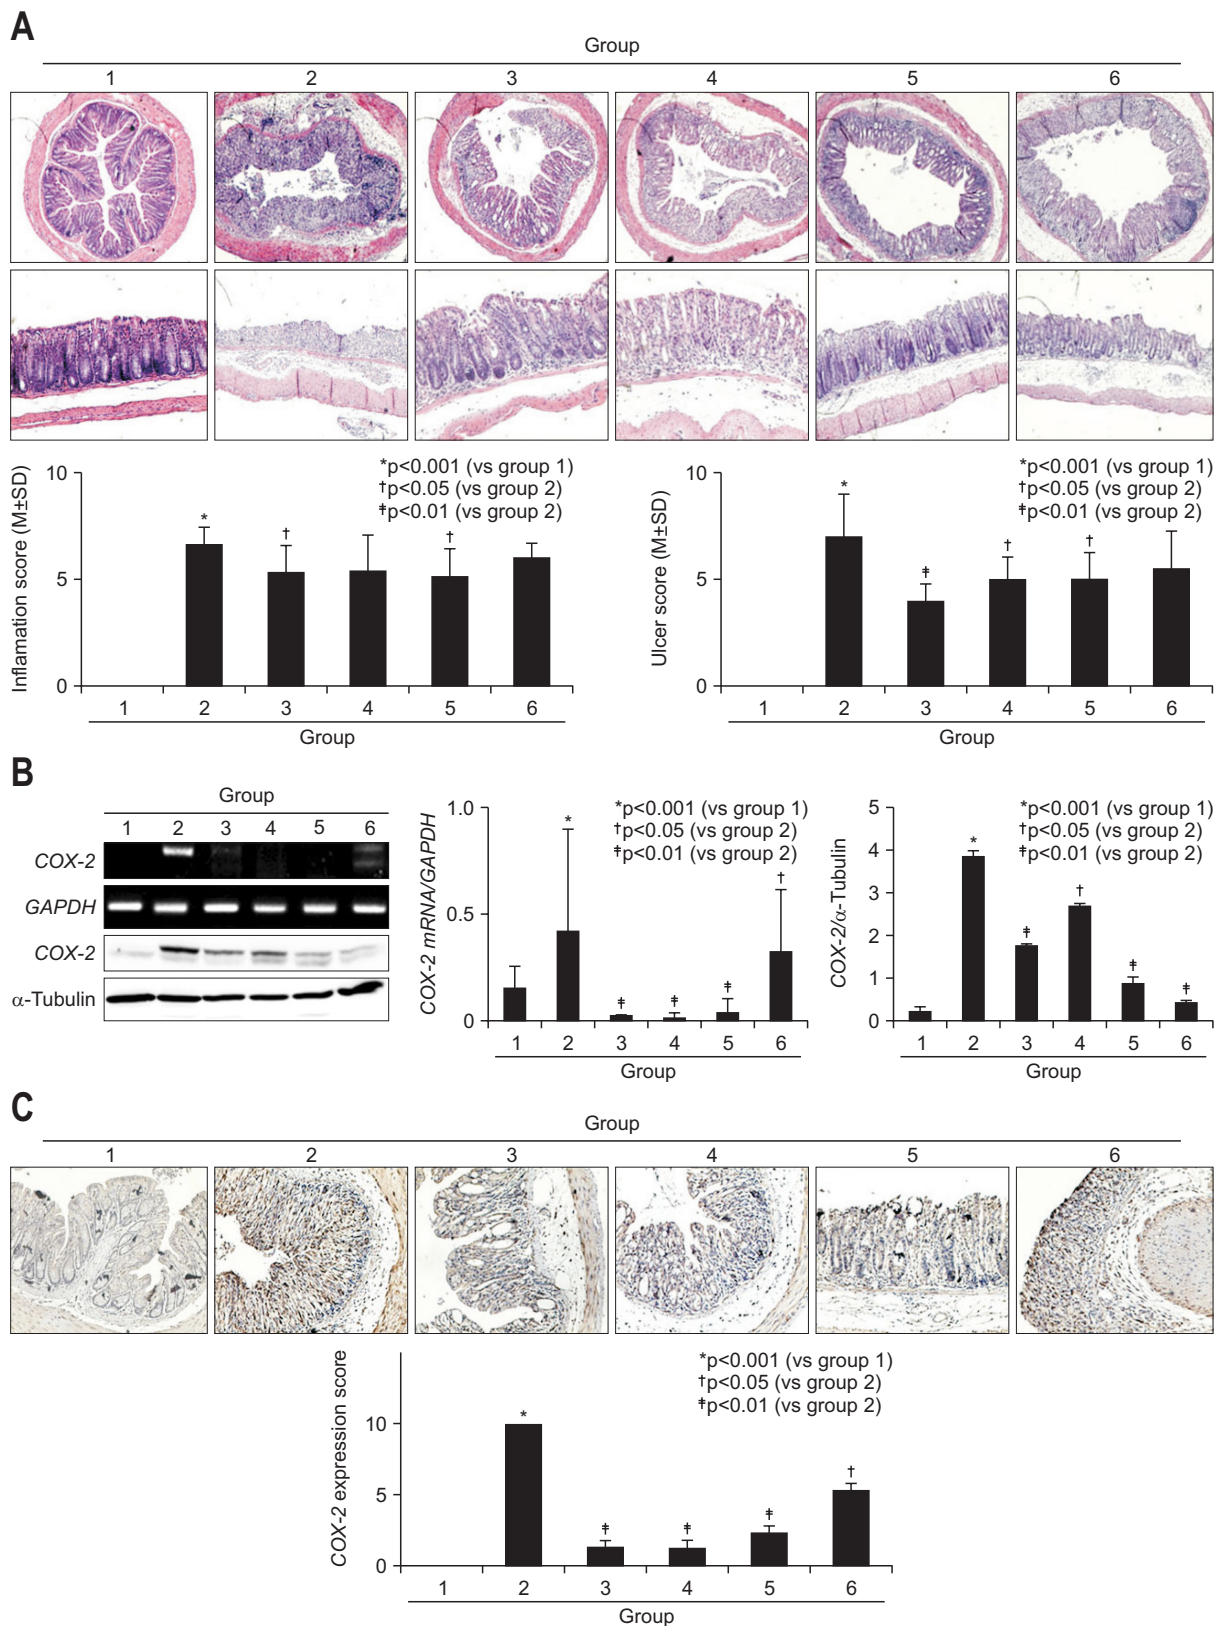 A
Group
1 2 3 4 5 6
10
5
0
Inflamation score (M±SD)
*p<0.001 (vs group 1)
†p<0.05 (vs group 2)
‡p<0.01 (vs group 2)
* † †
1 2 3 4 5 6
Group
10
5
0
Ulcer score (M±SD)
*p<0.001 (vs group 1)
†p<0.05 (vs group 2)
‡p<0.01 (vs group 2)
* ‡ † †
1 2 3 4 5 6
Group
B
Group
1 2 3 4 5 6
COX-2
GAPDH
COX-2
α-Tubulin
1.0
0.5
0
COX-2 mRNA/GAPDH
*p<0.001 (vs group 1)
†p<0.05 (vs group 2)
‡p<0.01 (vs group 2)
* ‡ ‡ ‡ †
1 2 3 4 5 6
Group
5
4
3
2
1
0
COX-2/α-Tubulin
*p<0.001 (vs group 1)
†p<0.05 (vs group 2)
‡p<0.01 (vs group 2)
* ‡ † ‡ ‡
1 2 3 4 5 6
Group
C
Group
1 2 3 4 5 6
10
5
0
COX-2 expression score
*p<0.001 (vs group 1)
†p<0.05 (vs group 2)
‡p<0.01 (vs group 2)
* ‡ ‡ ‡ †
1 2 3 4 5 6
Group